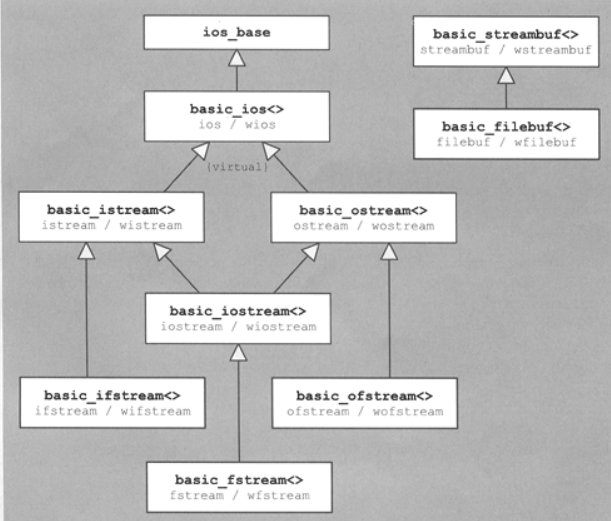 ios_base
basic_streambuf<>
streambuf / wstreambuf
basic_ios<>
ios / wios
basic_filebuf<>
filebuf / wfilebuf
{virtual}
basic_istream<>
istream / wistream
basic_ostream<>
ostream / wostream
basic_iostream<>
iostream / wiostream
basic_ifstream<>
ifstream / wifstream
basic_ofstream<>
ofstream / wofstream
basic_fstream<>
fstream / wfstream